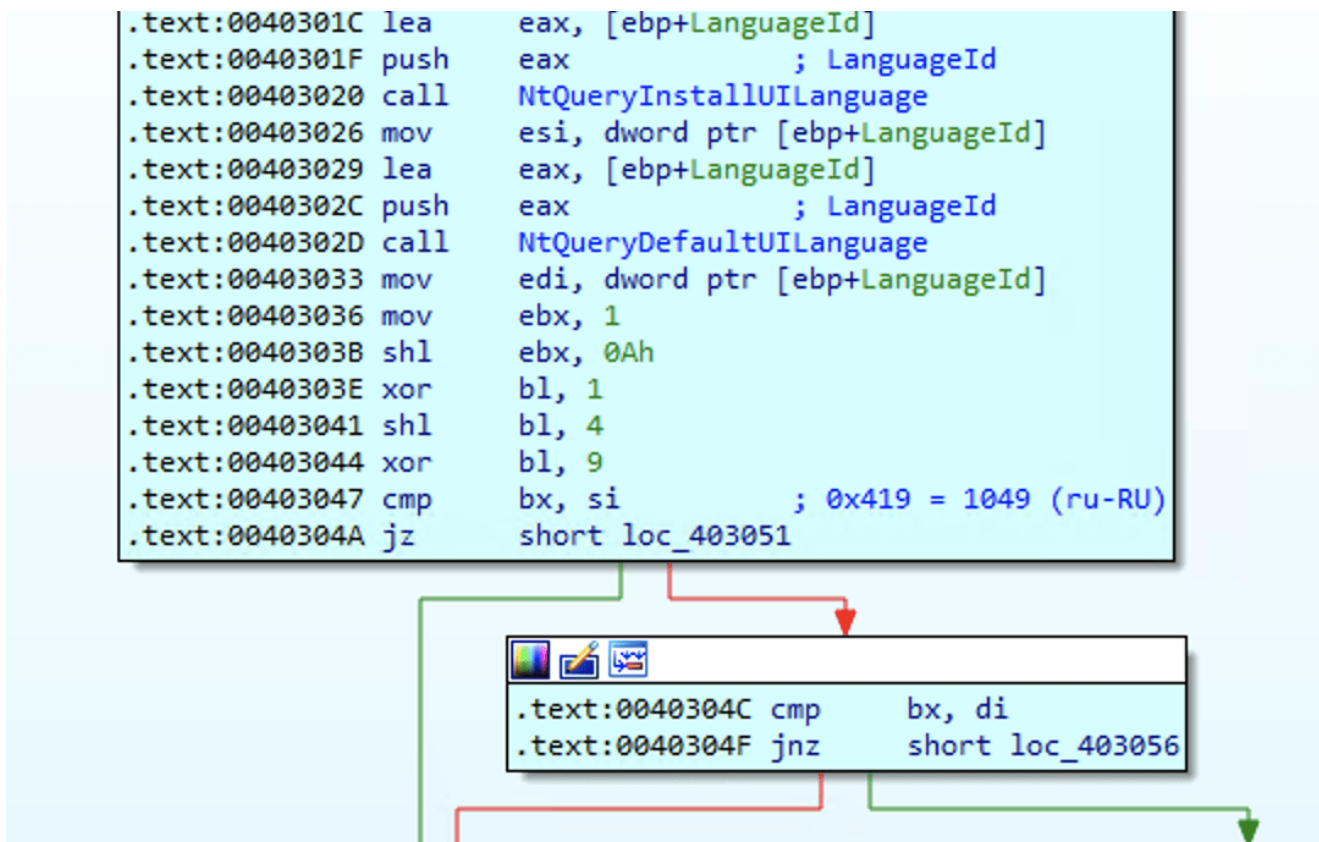 .text:0040301C lea     eax, [ebp+LanguageId]
.text:0040301F push    eax             ; LanguageId
.text:00403020 call    NtQueryInstallUILanguage
.text:00403026 mov     esi, dword ptr [ebp+LanguageId]
.text:00403029 lea     eax, [ebp+LanguageId]
.text:0040302C push    eax             ; LanguageId
.text:0040302D call    NtQueryDefaultUILanguage
.text:00403033 mov     edi, dword ptr [ebp+LanguageId]
.text:00403036 mov     ebx, 1
.text:0040303B shl     ebx, 0Ah
.text:0040303E xor     bl, 1
.text:00403041 shl     bl, 4
.text:00403044 xor     bl, 9
.text:00403047 cmp     bx, si          ; 0x419 = 1049 (ru-RU)
.text:0040304A jz      short loc_403051
.text:0040304C cmp     bx, di
.text:0040304F jnz     short loc_403056